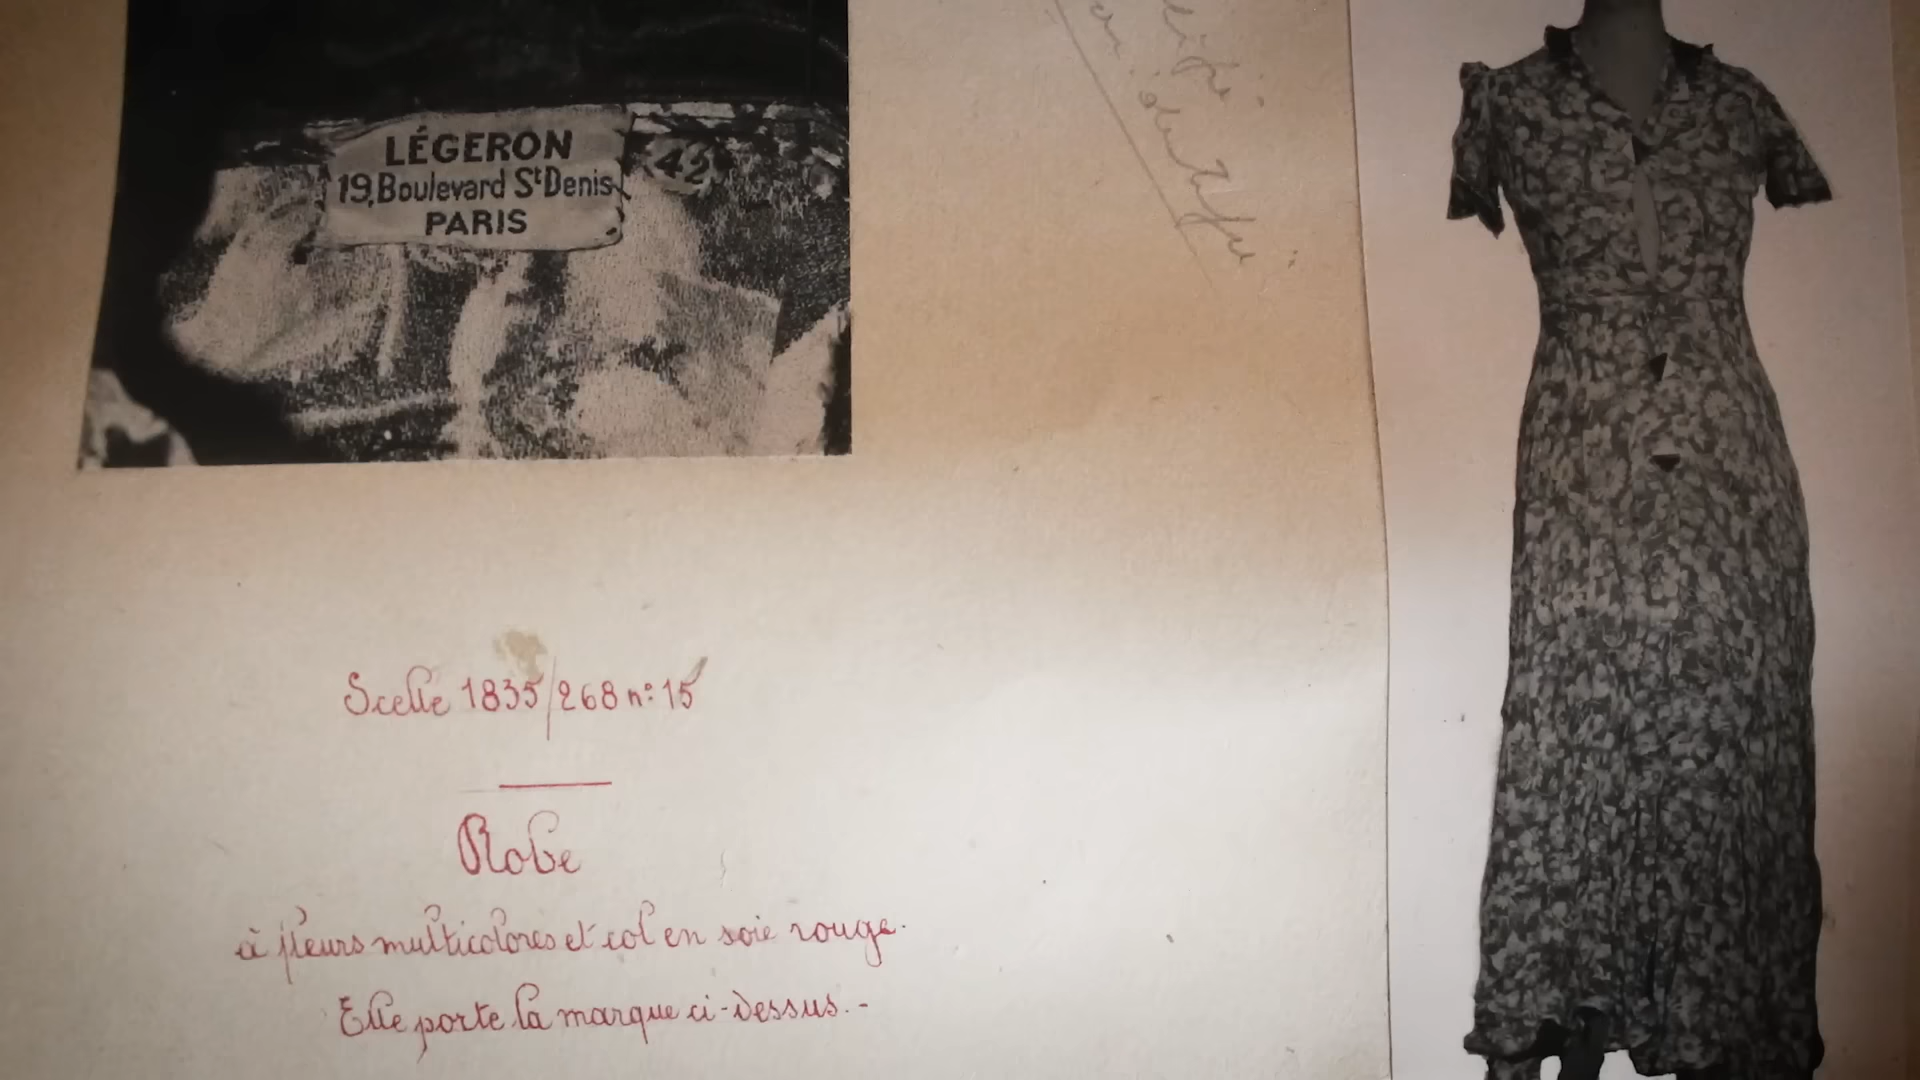 LÉGERON
42
19, Boulevard St Denis
PARIS
Scellé 1835/268 n° 15
Robe
à fleurs multicolores et col en soie rouge.
Elle porte la marque ci-dessus.-